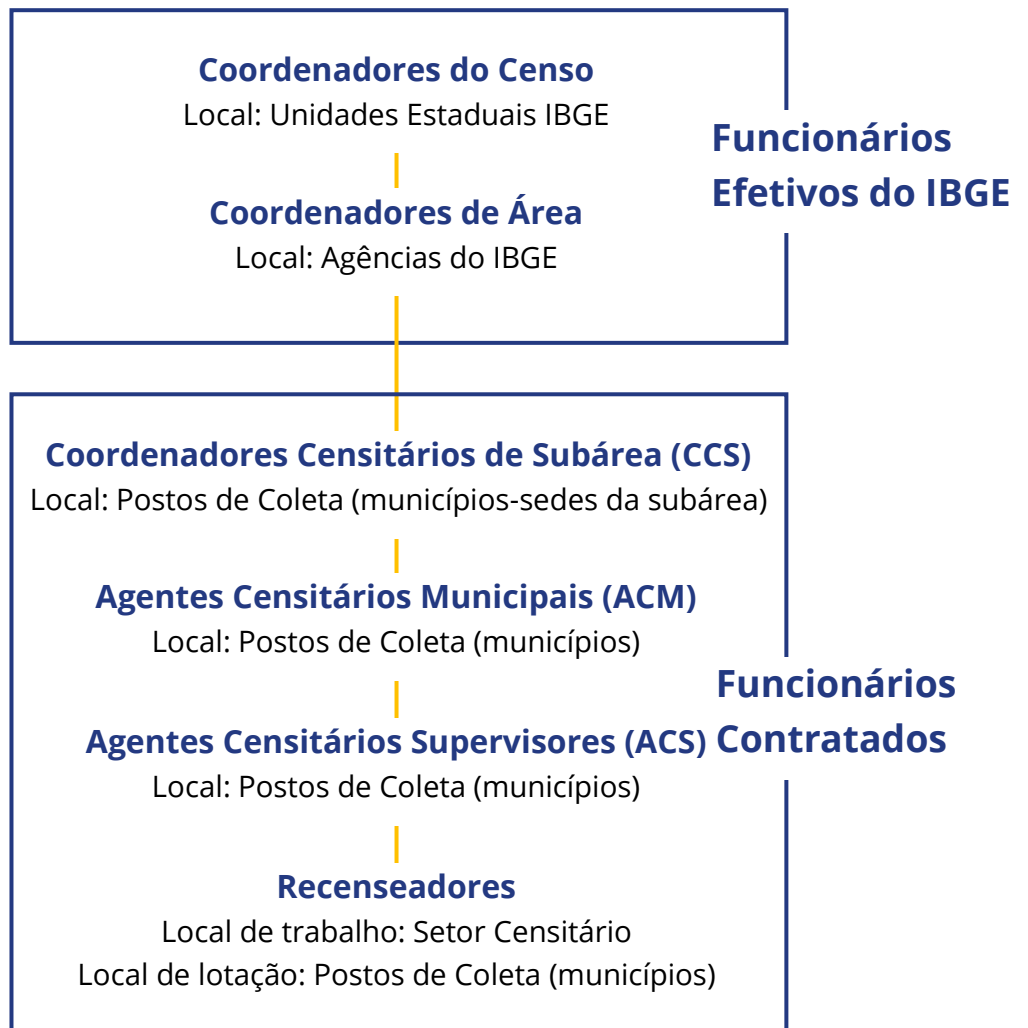 Coordenadores do Censo
Local: Unidades Estaduais IBGE
Coordenadores de Área
Local: Agências do IBGE
Funcionários
Efetivos do IBGE
Coordenadores Censitários de Subárea (CCS)
Local: Postos de Coleta (municípios-sedes da subárea)
Agentes Censitários Municipais (ACM)
Local: Postos de Coleta (municípios)
Agentes Censitários Supervisores (ACS)
Local: Postos de Coleta (municípios)
Recenseadores
Local de trabalho: Setor Censitário
Local de lotação: Postos de Coleta (municípios)
Funcionários
Contratados